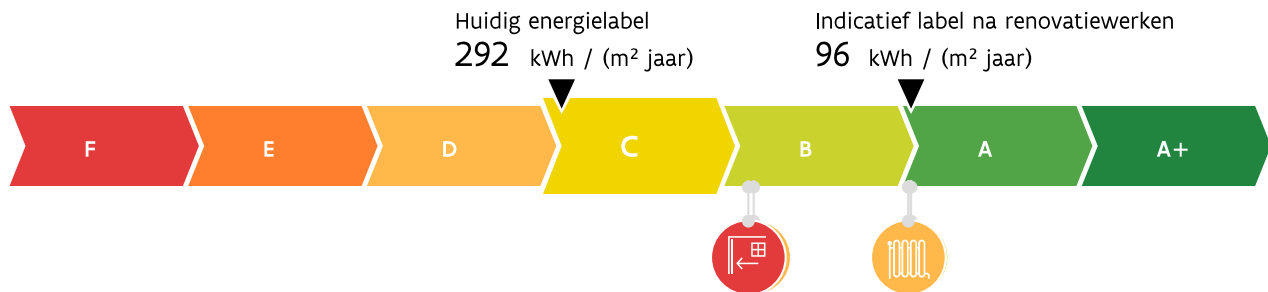 Huidig energielabel
292 kWh / (m² jaar)
Indicatief label na renovatiewerken
96 kWh / (m² jaar)
F E D C B A A+